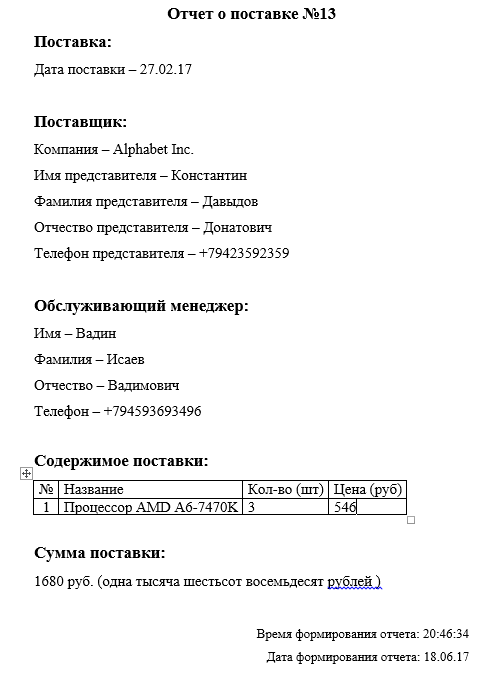 Отчет о поставке №13
Поставка:
Дата поставки – 27.02.17
Поставщик:
Компания – Alphabet Inc.
Имя представителя – Константин
Фамилия представителя – Давыдов
Отчество представителя – Донатович
Телефон представителя – +79423592359
Обслуживающий менеджер:
Имя – Вадин
Фамилия – Исаев
Отчество – Вадимович
Телефон – +794593693496
Содержимое поставки:
№ Название Кол-во (шт) Цена (руб)
1 Процессор AMD A6-7470K 3 546
Сумма поставки:
1680 руб. (одна тысяча шестьсот восемьдесят рублей )
Время формирования отчета: 20:46:34
Дата формирования отчета: 18.06.17